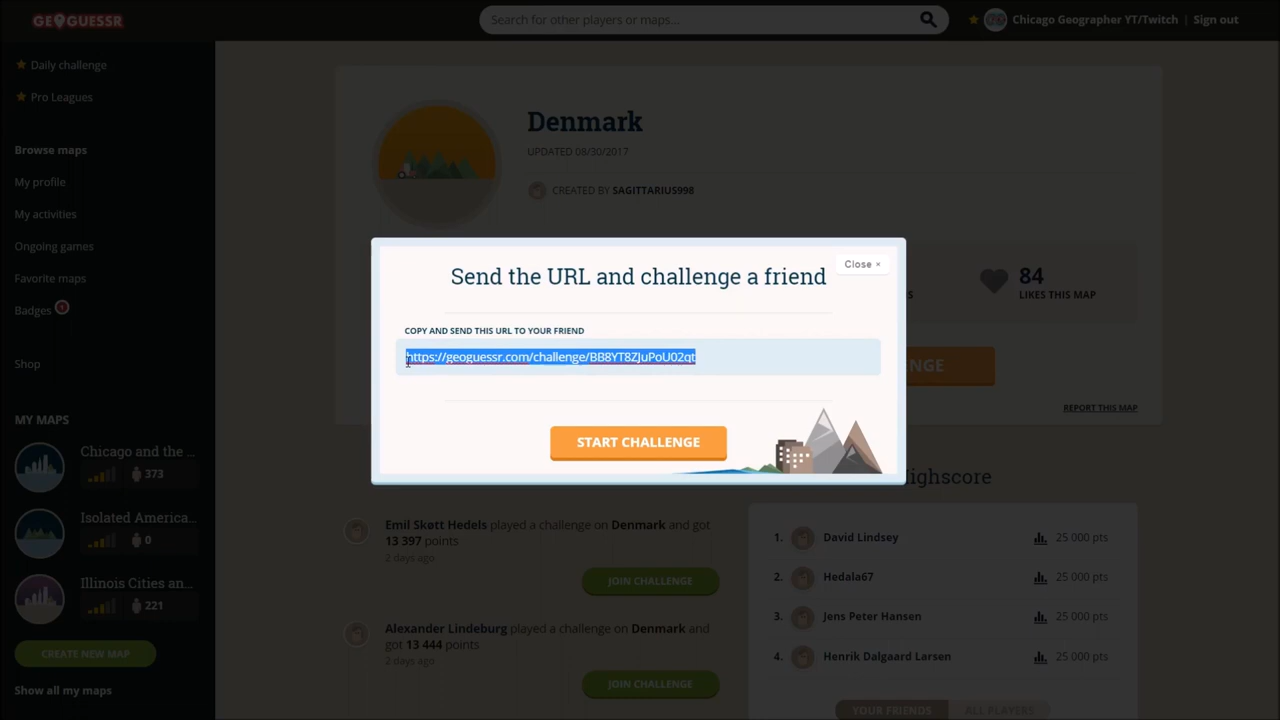 GEOGUESSR
Search for other players or maps...
Chicago Geographer YT/Twitch | Sign out
Daily challenge
Pro Leagues
Browse maps
My profile
My activities
Ongoing games
Favorite maps
Badges 1
Shop
MY MAPS
Chicago and the ...
373
Isolated America...
0
Illinois Cities an...
221
CREATE NEW MAP
Show all my maps
Denmark
UPDATED 08/30/2017
CREATED BY SAGITTARIUS998
84
LIKES THIS MAP
REPORT THIS MAP
Send the URL and challenge a friend
Close ×
COPY AND SEND THIS URL TO YOUR FRIEND
https://geoguessr.com/challenge/BB8YT8ZJuPoU02qt
START CHALLENGE
Emil Skøtt Hedels played a challenge on Denmark and got
13 397 points
2 days ago
JOIN CHALLENGE
Alexander Lindeburg played a challenge on Denmark and
got 13 444 points
2 days ago
JOIN CHALLENGE
ighscore
1. David Lindsey 25 000 pts
2. Hedala67 25 000 pts
3. Jens Peter Hansen 25 000 pts
4. Henrik Dalgaard Larsen 25 000 pts
YOUR FRIENDS ALL PLAYERS